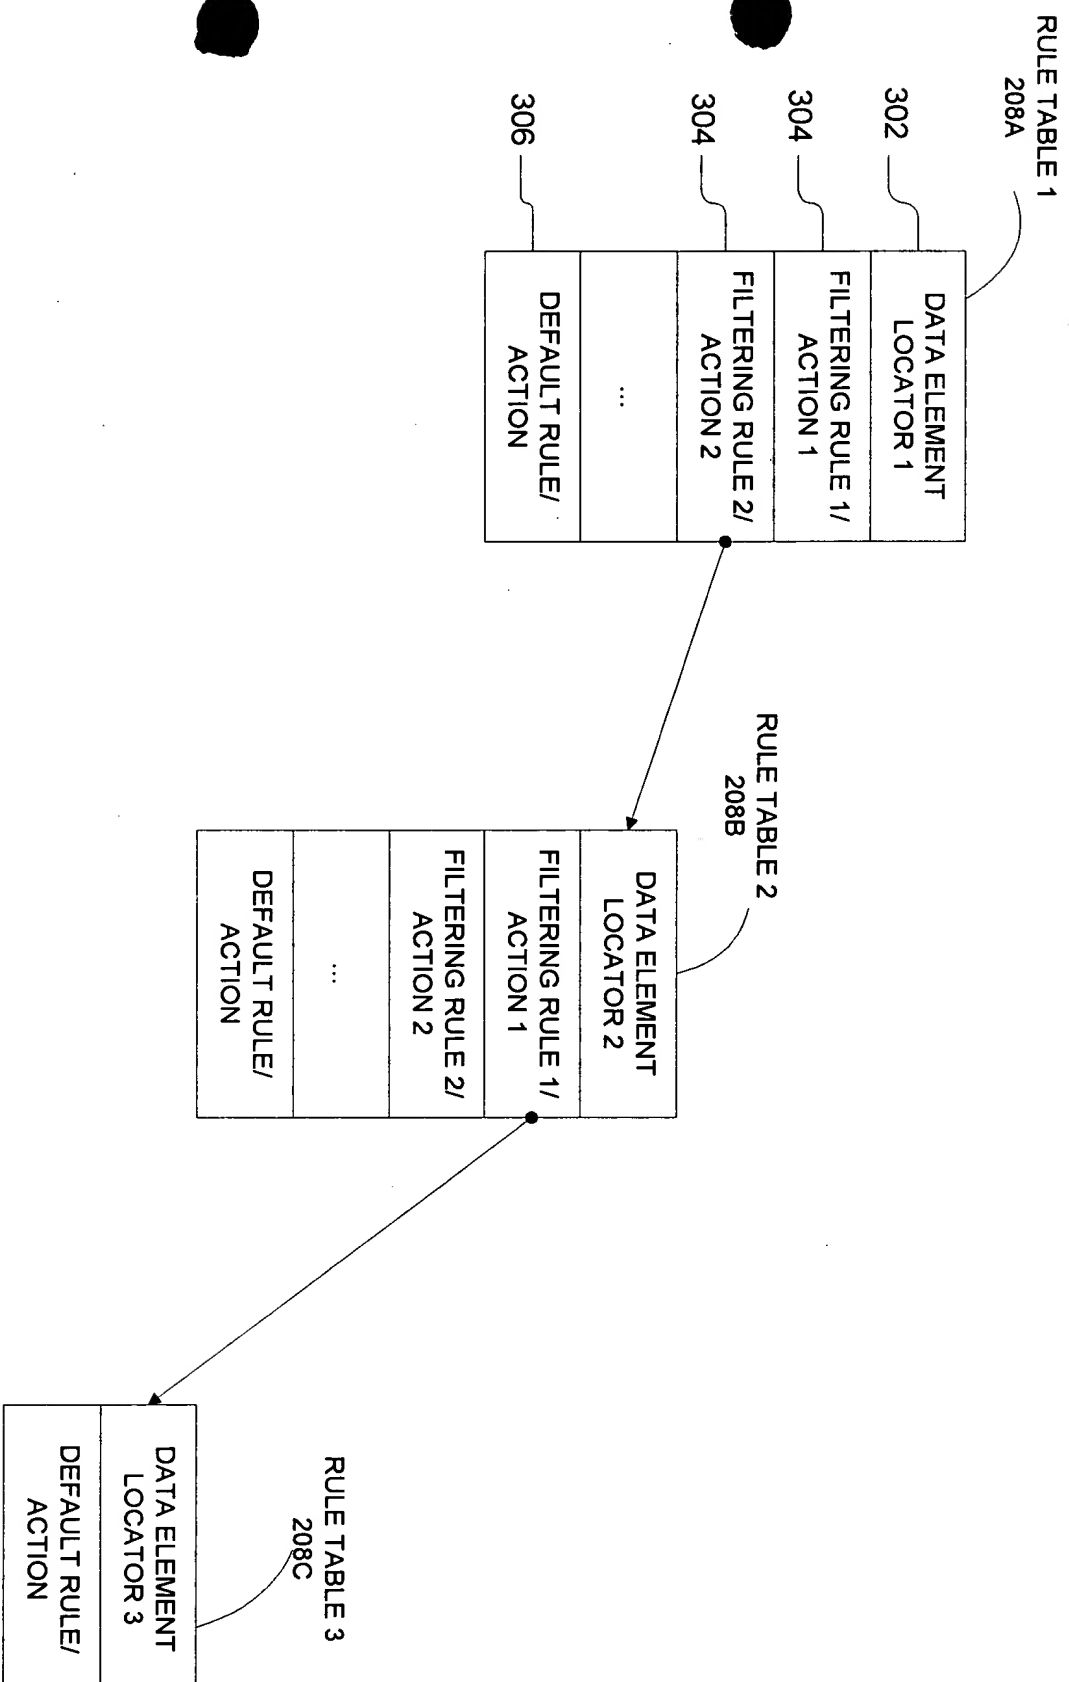 RULE TABLE 1
208A
302
304
304
306
DATA ELEMENT
LOCATOR 1
FILTERING RULE 1/
ACTION 1
FILTERING RULE 2/
ACTION 2
...
DEFAULT RULE/
ACTION
RULE TABLE 2
208B
DATA ELEMENT
LOCATOR 2
FILTERING RULE 1/
ACTION 1
FILTERING RULE 2/
ACTION 2
...
DEFAULT RULE/
ACTION
RULE TABLE 3
208C
DATA ELEMENT
LOCATOR 3
DEFAULT RULE/
ACTION